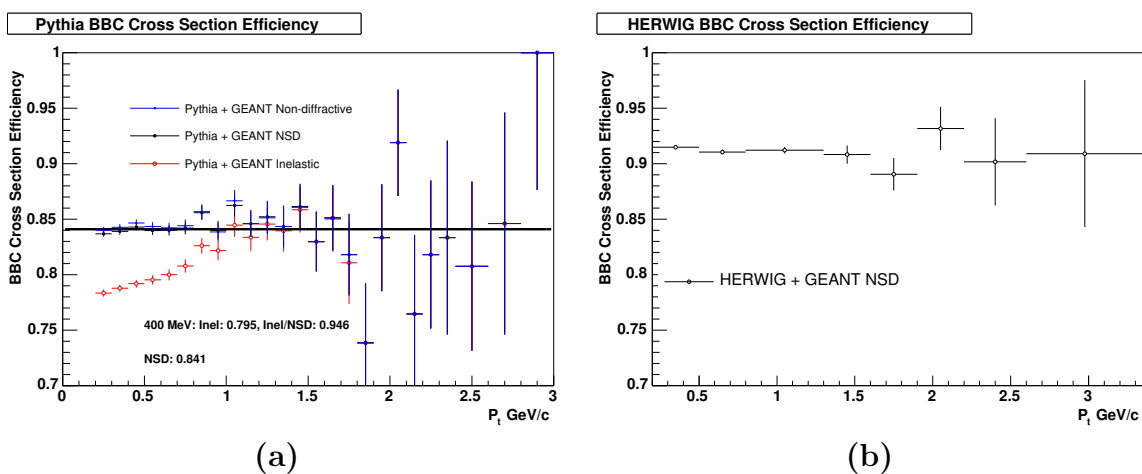 Pythia BBC Cross Section Efficiency
BBC Cross Section Efficiency
1
0.95
0.9
0.85
0.8
0.75
0.7
Pythia + GEANT Non-diffractive
Pythia + GEANT NSD
Pythia + GEANT Inelastic
400 MeV: Inel: 0.795, Inel/NSD: 0.946
NSD: 0.841
0 0.5 1 1.5 2 2.5 3
Pt GeV/c
(a)
HERWIG BBC Cross Section Efficiency
BBC Cross Section Efficiency
1
0.95
0.9
0.85
0.8
0.75
0.7
HERWIG + GEANT NSD
0.5 1 1.5 2 2.5 3
Pt GeV/c
(b)